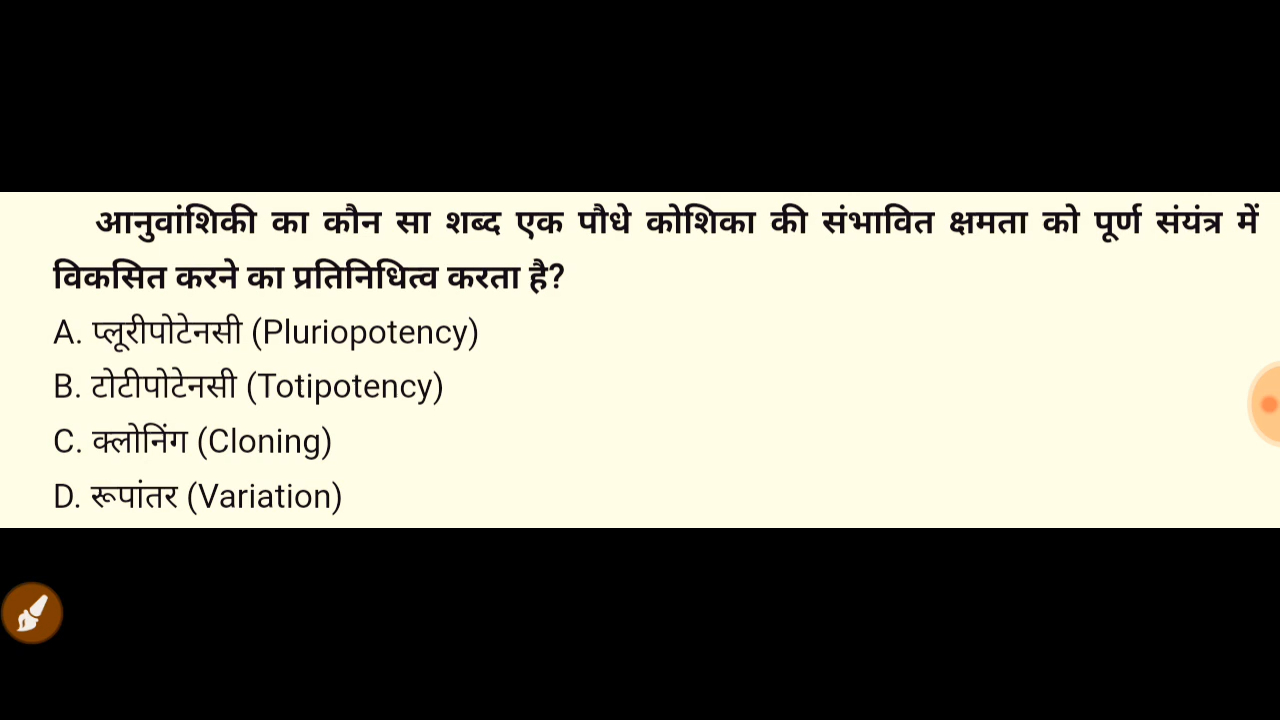 आनुवांशिकी का कौन सा शब्द एक पौधे कोशिका की संभावित क्षमता को पूर्ण संयंत्र में
विकसित करने का प्रतिनिधित्व करता है?
A. प्लूरीपोटेनसी (Pluriopotency)
B. टोटीपोटेनसी (Totipotency)
C. क्लोनिंग (Cloning)
D. रूपांतर (Variation)